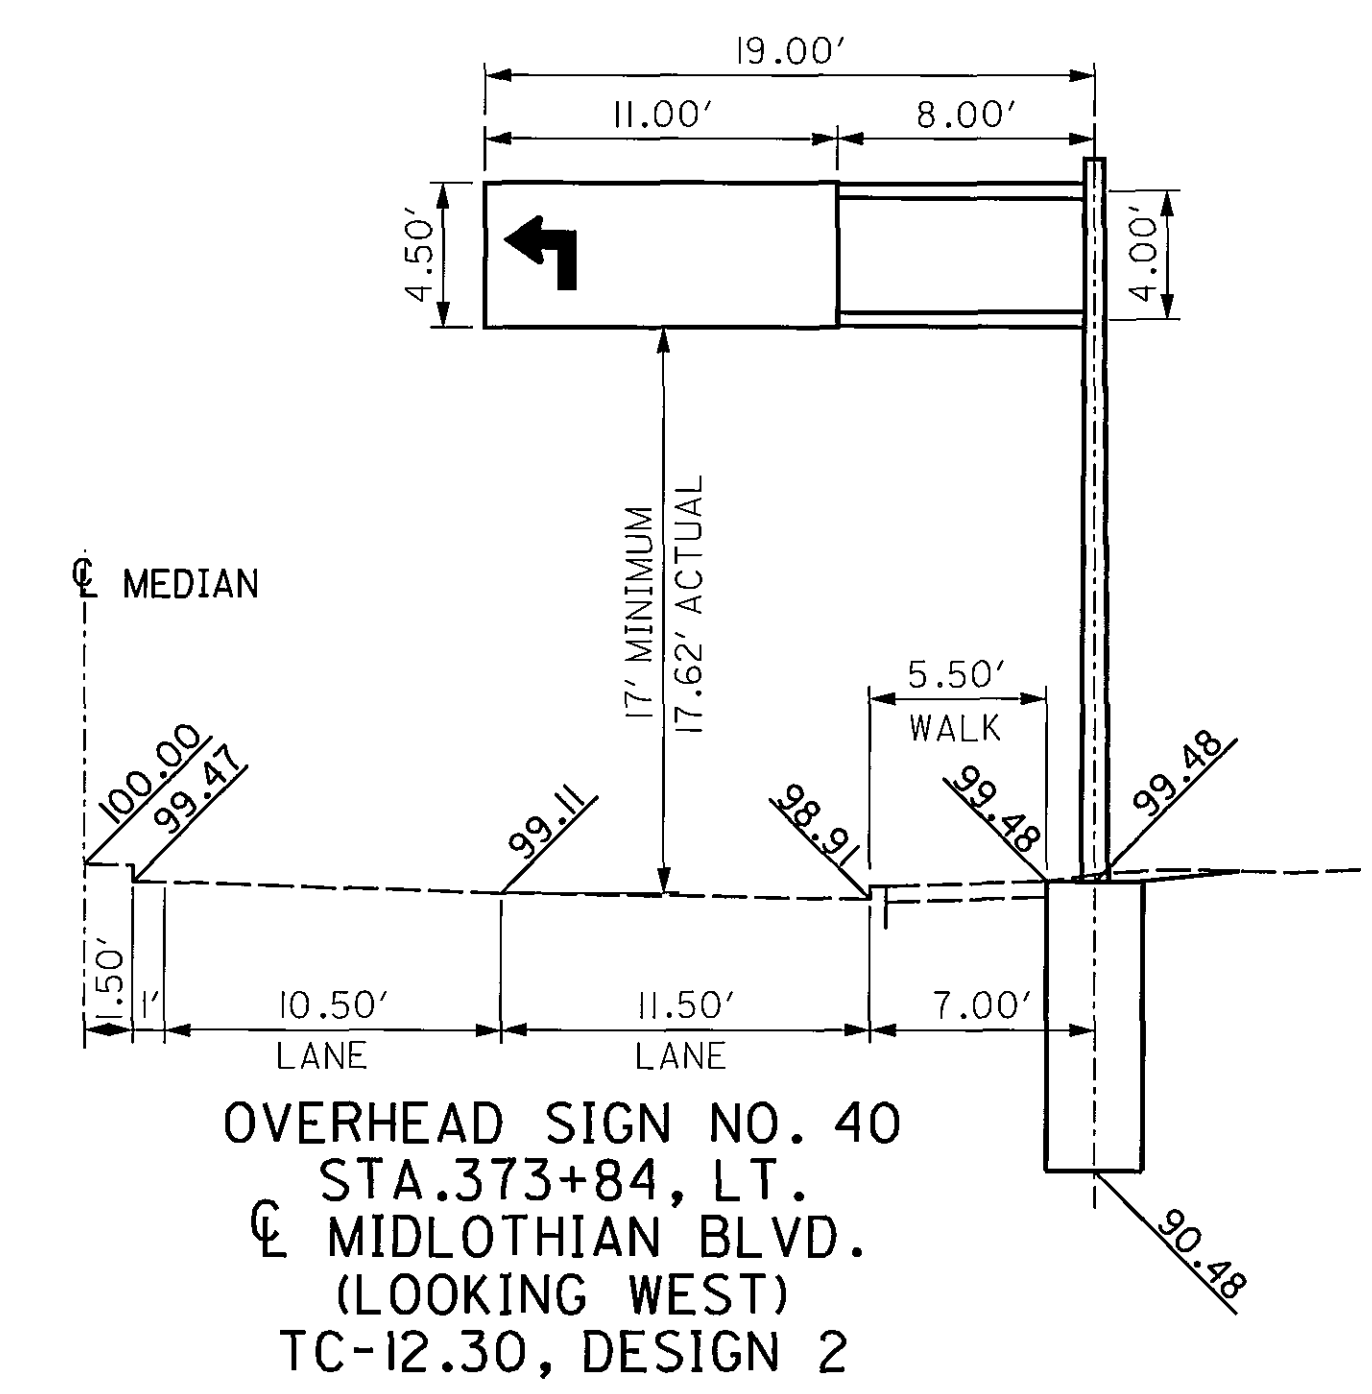 19.00'
11.00'
8.00'
4.50'
4.00'
17' MINIMUM
17.62' ACTUAL
℄ MEDIAN
5.50'
WALK
100.00
99.47
99.11
98.91
99.48
99.48
1.50'
1'
10.50'
LANE
11.50'
LANE
7.00'
90.48
OVERHEAD SIGN NO. 40
STA.373+84, LT.
℄ MIDLOTHIAN BLVD.
(LOOKING WEST)
TC-12.30, DESIGN 2